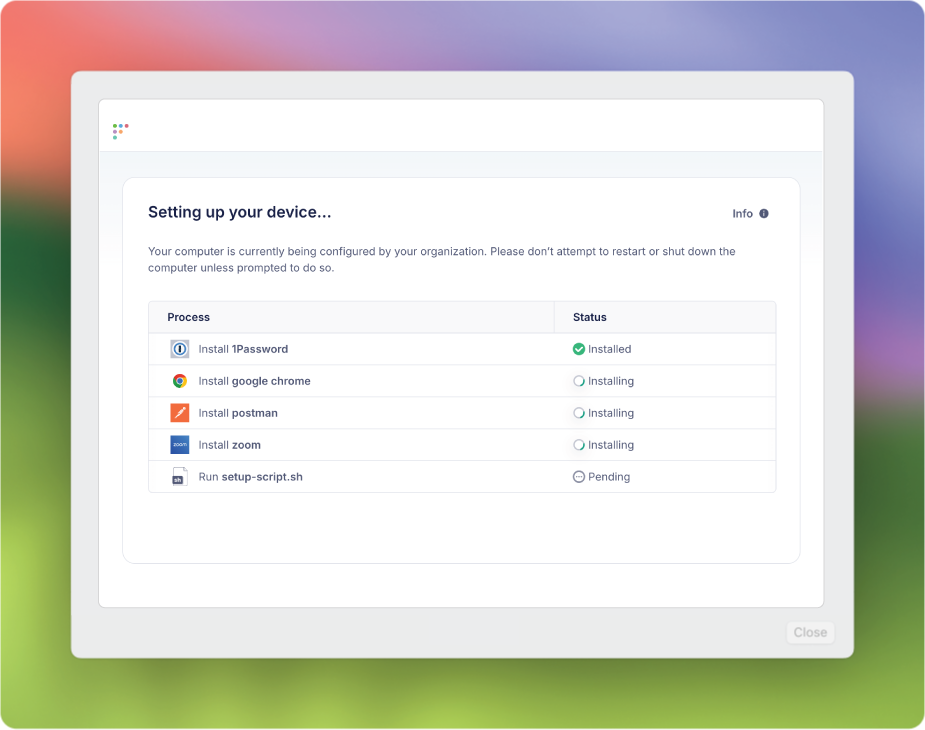 Setting up your device...
Info
Your computer is currently being configured by your organization. Please don’t attempt to restart or shut down the
computer unless prompted to do so.
Process Status
Install 1Password Installed
Install google chrome Installing
Install postman Installing
zoom Install zoom Installing
sh Run setup-script.sh Pending
Close